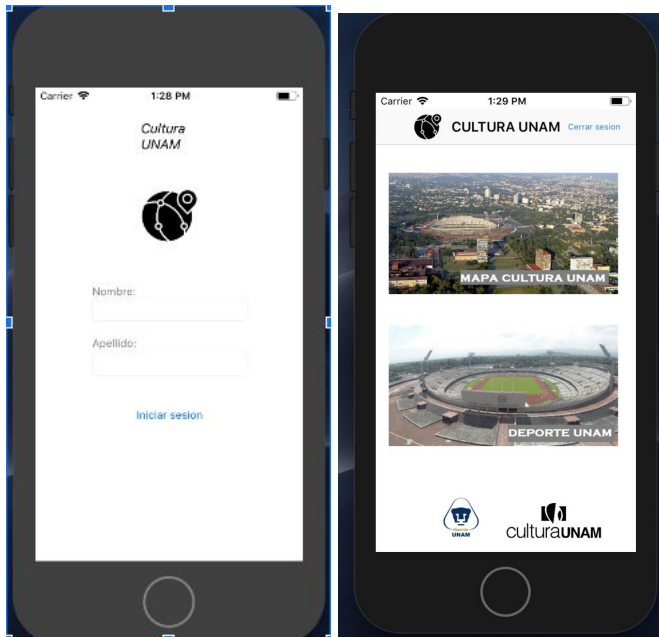 Carrier
1:28 PM
Cultura
UNAM
Nombre:
Apellido:
Iniciar sesion
Carrier
1:29 PM
CULTURA UNAM
Cerrar sesion
MAPA CULTURA UNAM
DEPORTE UNAM
Deportes
UNAM
culturaUNAM